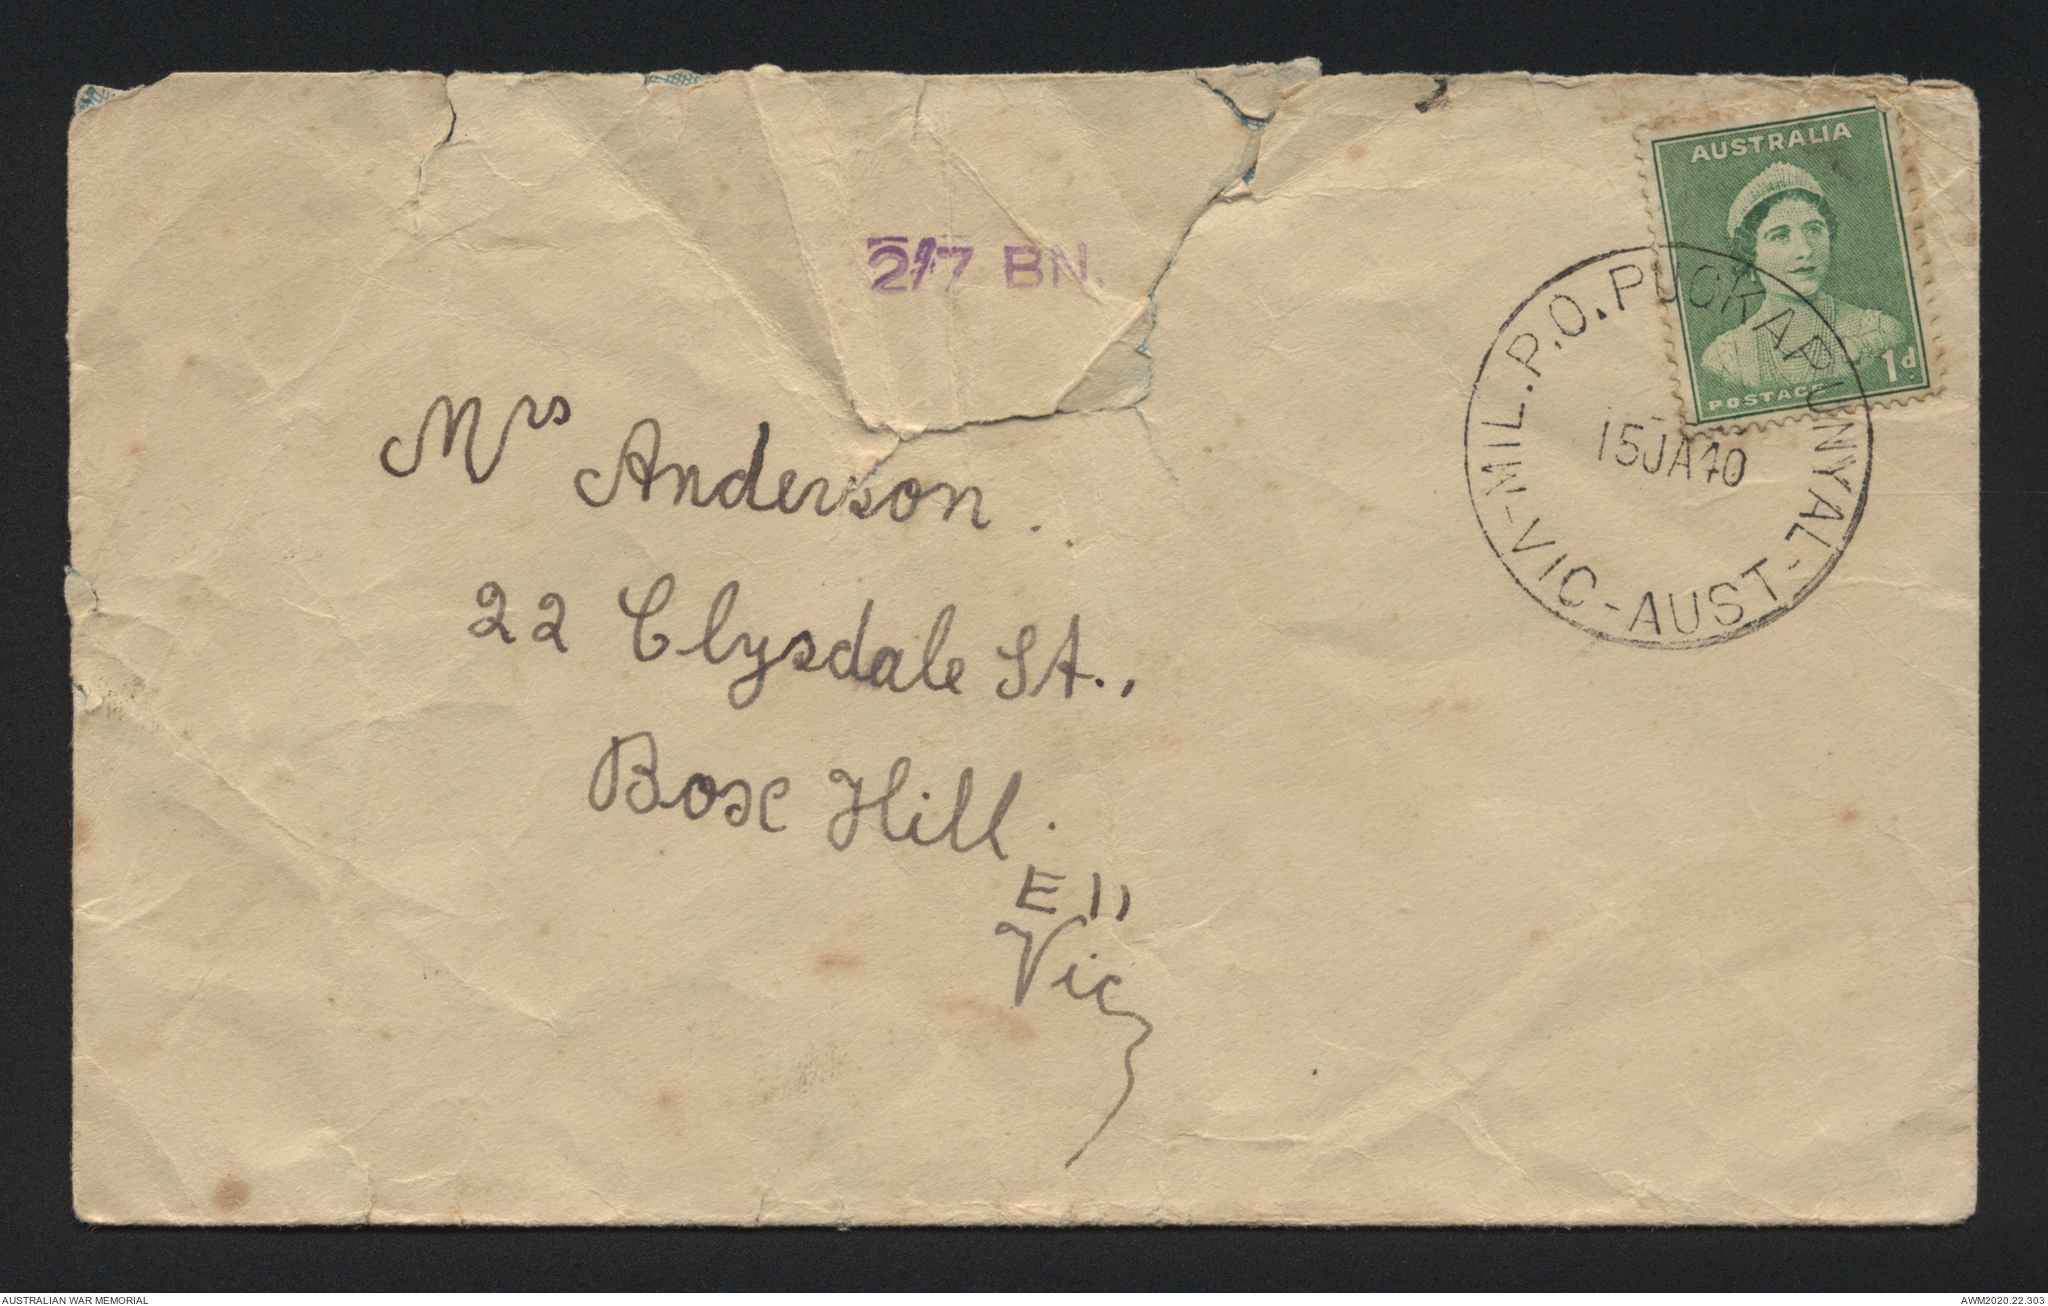 2/7 BN.
AUSTRALIA
POSTAGE 1d.
MIL.P.O.PUCKAPUNYAL-
15JA40
-VIC-AUST-
Mrs Anderson.
22 Clysdale St.,
Box Hill.
E 11
Vic
AUSTRALIAN WAR MEMORIAL
AWM2020.22.303